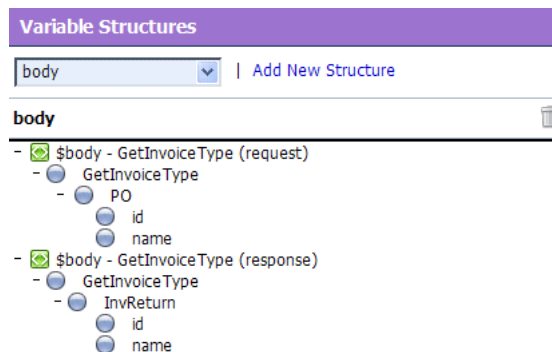 Variable Structures
body | Add New Structure
body
- $body - GetInvoiceType (request)
- GetInvoiceType
- PO
id
name
- $body - GetInvoiceType (response)
- GetInvoiceType
- InvReturn
id
name